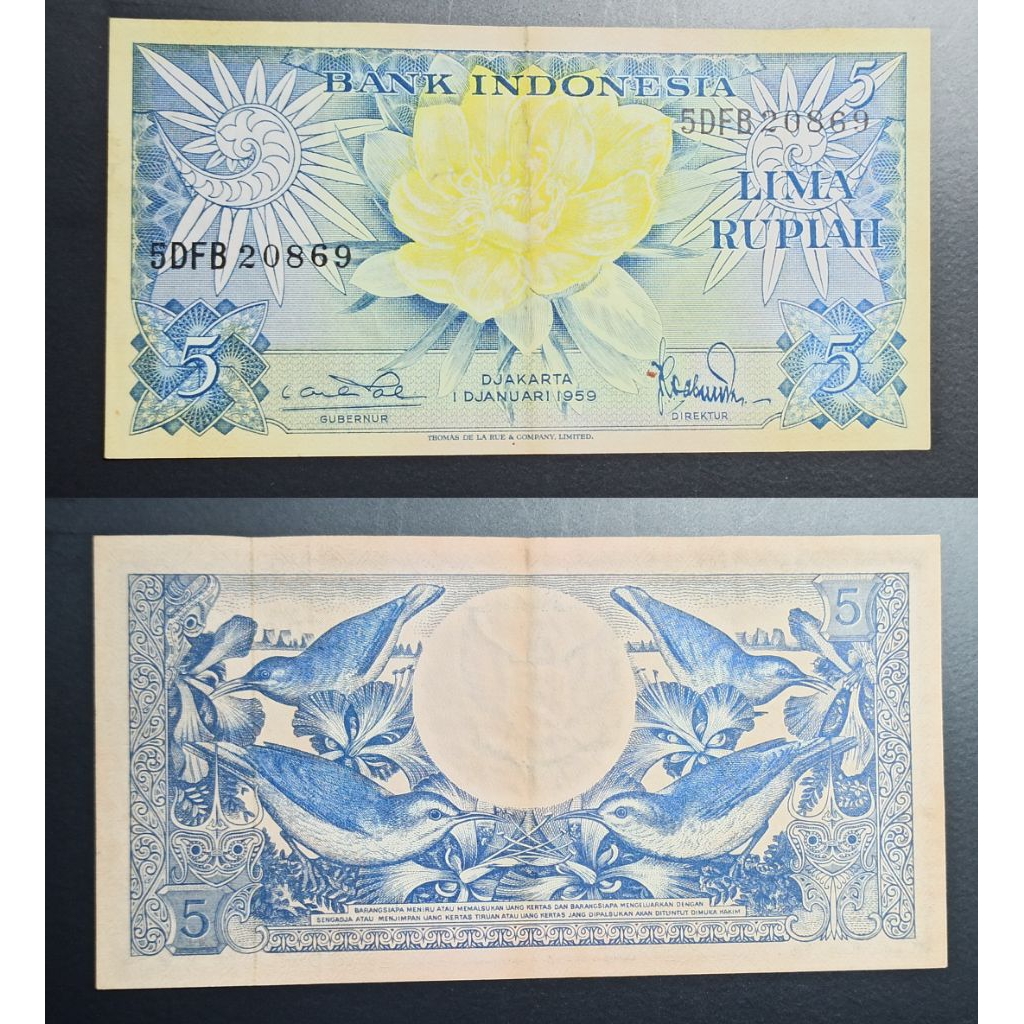 BANK INDONESIA
5
5DFB 20869
LIMA
RUPIAH
5DFB 20869
5
5
DJAKARTA
1 DJANUARI 1959
GUBERNUR
DIREKTUR
THOMAS DE LA RUE & COMPANY, LIMITED.
5
5
BARANGSIAPA MENIRU ATAU MEMALSUKAN UANG KERTAS DAN BARANGSIAPA MENGELUARKAN DENGAN
SENGADJA ATAU MENJIMPAN UANG KERTAS TIRUAN ATAU UANG KERTAS JANG DIPALSUKAN AKAN DITUNTUT DIMUKA HAKIM